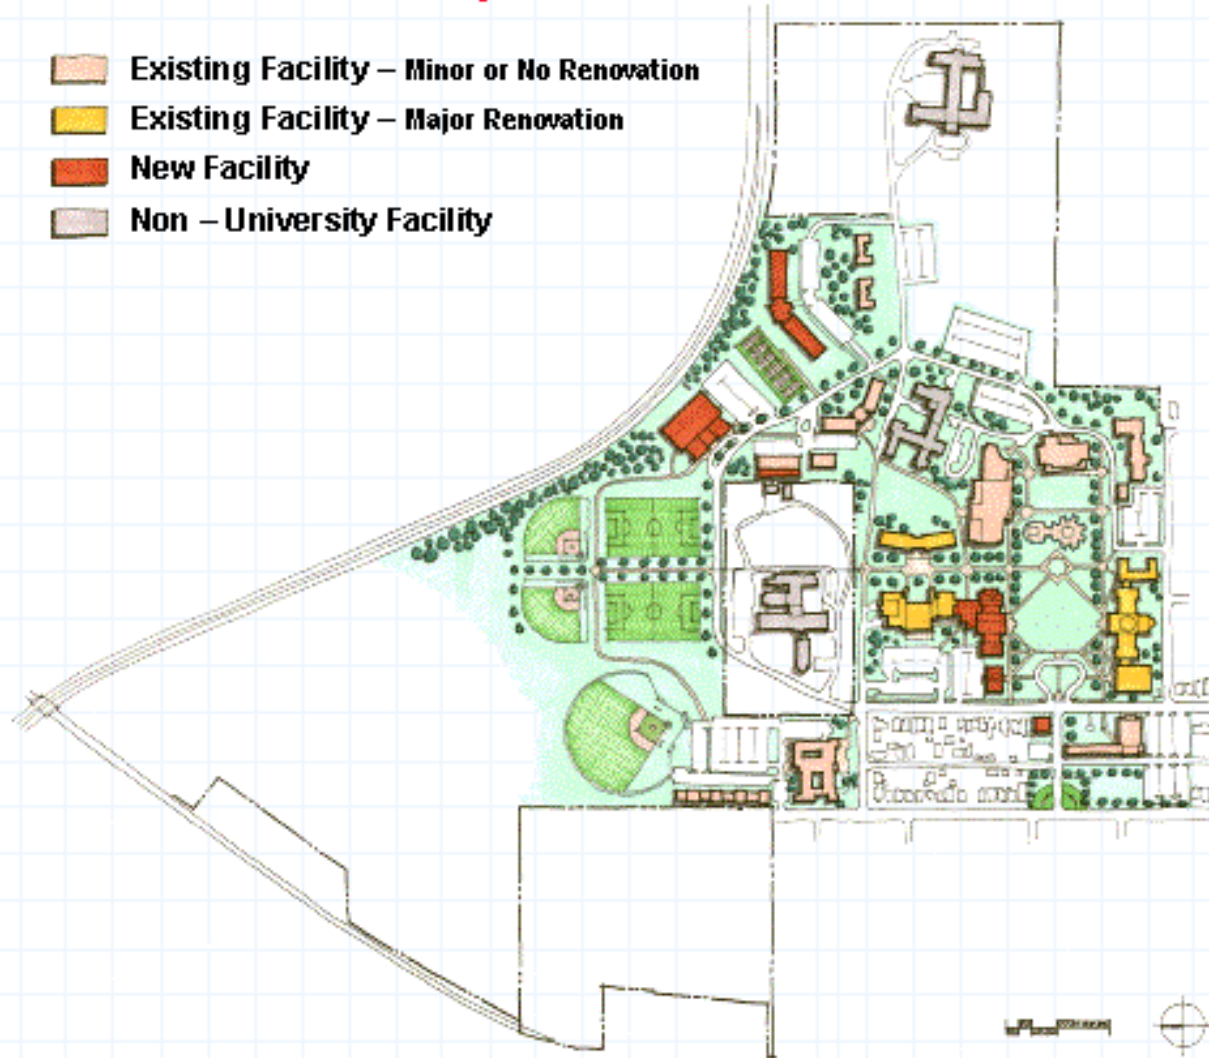 Existing Facility – Minor or No Renovation
Existing Facility – Major Renovation
New Facility
Non – University Facility